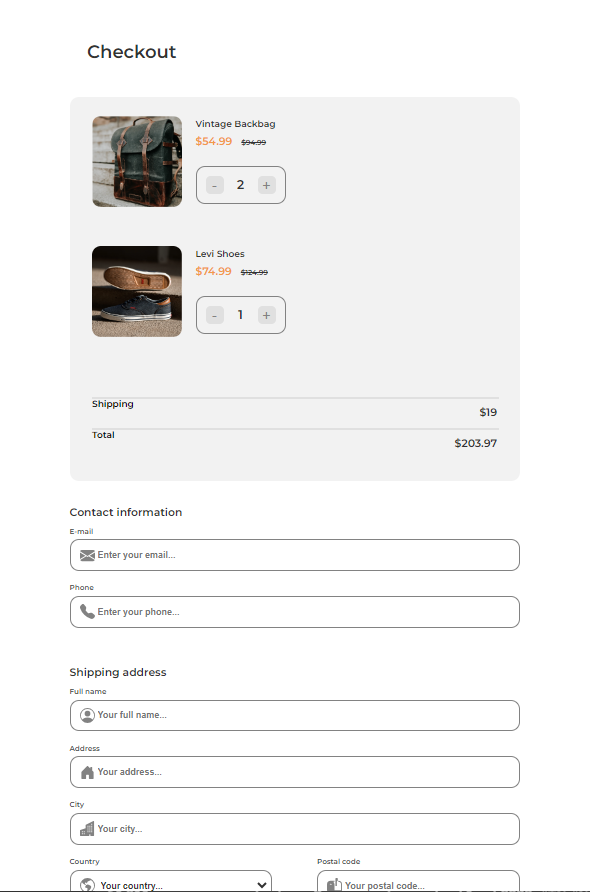 Checkout
Vintage Backbag
$54.99 $94.99
- 2 +
Levi Shoes
$74.99 $124.99
- 1 +
Shipping
$19
Total
$203.97
Contact information
E-mail
Enter your email...
Phone
Enter your phone...
Shipping address
Full name
Your full name...
Address
Your address...
City
Your city...
Country Postal code
Your country... Your postal code...